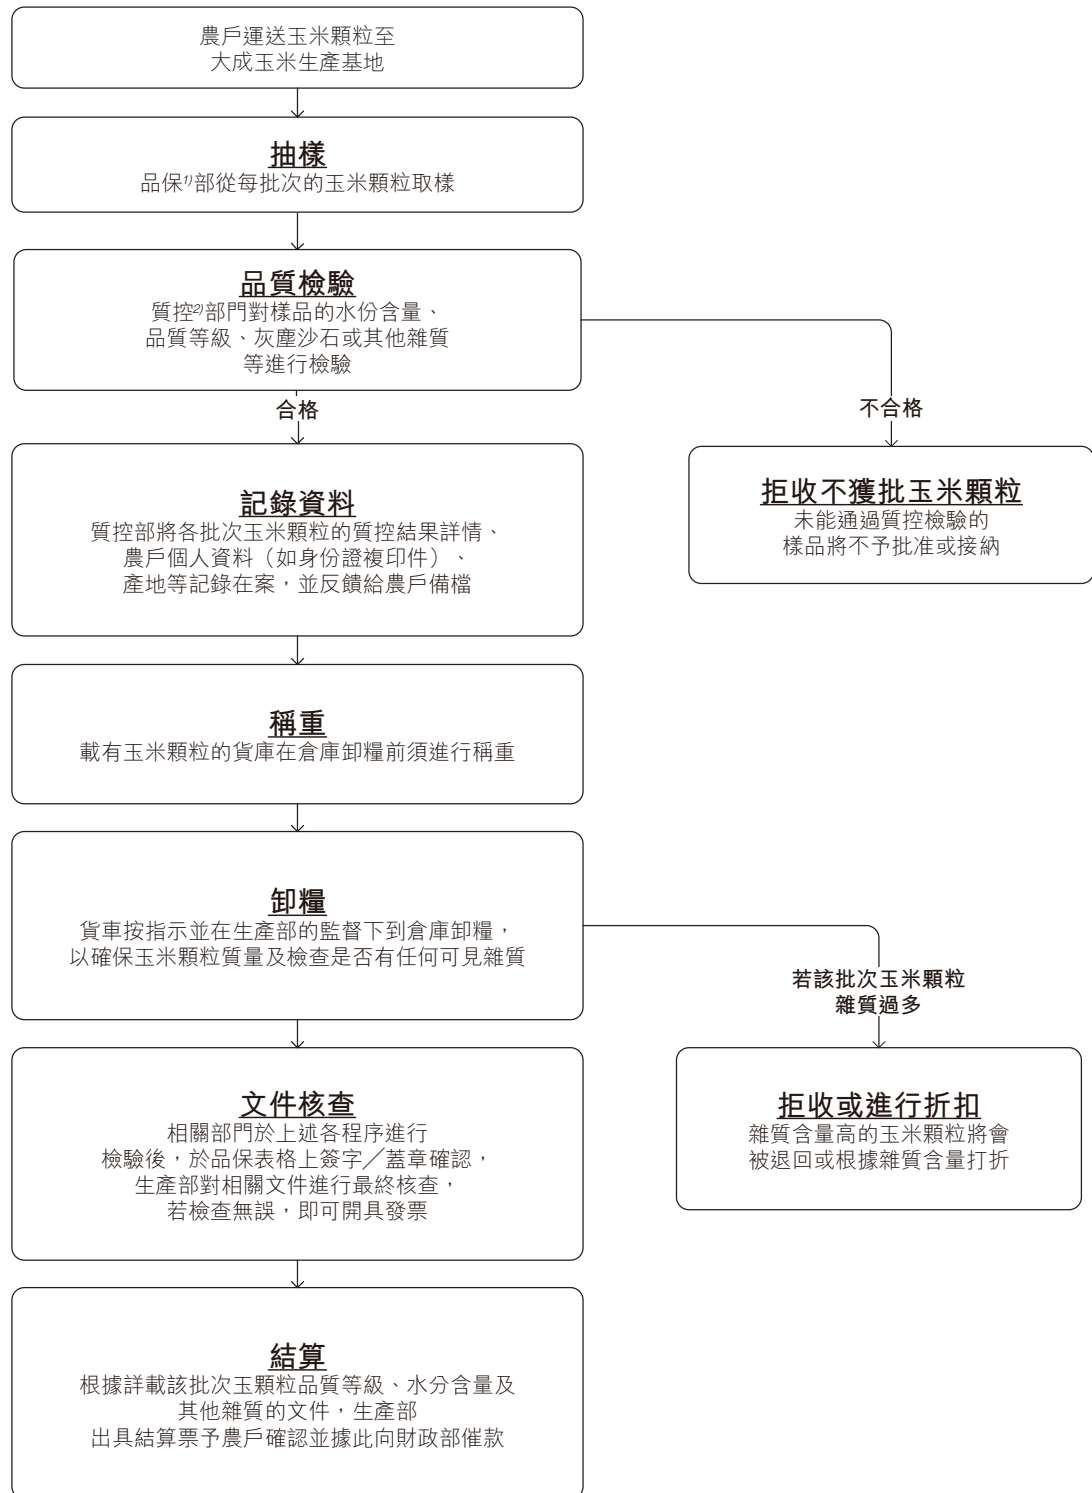 農戶運送玉米顆粒至
大成玉米生產基地
抽樣
品保1)部從每批次的玉米顆粒取樣
品質檢驗
質控2)部門對樣品的水份含量、
品質等級、灰塵沙石或其他雜質
等進行檢驗
合格
不合格
記錄資料
質控部將各批次玉米顆粒的質控結果詳情、
農戶個人資料（如身份證複印件）、
產地等記錄在案，並反饋給農戶備檔
拒收不獲批玉米顆粒
未能通過質控檢驗的
樣品將不予批准或接納
稱重
載有玉米顆粒的貨庫在倉庫卸糧前須進行稱重
卸糧
貨車按指示並在生產部的監督下到倉庫卸糧，
以確保玉米顆粒質量及檢查是否有任何可見雜質
若該批次玉米顆粒
雜質過多
文件核查
相關部門於上述各程序進行
檢驗後，於品保表格上簽字／蓋章確認，
生產部對相關文件進行最終核查，
若檢查無誤，即可開具發票
拒收或進行折扣
雜質含量高的玉米顆粒將會
被退回或根據雜質含量打折
結算
根據詳載該批次玉顆粒品質等級、水分含量及
其他雜質的文件，生產部
出具結算票予農戶確認並據此向財政部催款